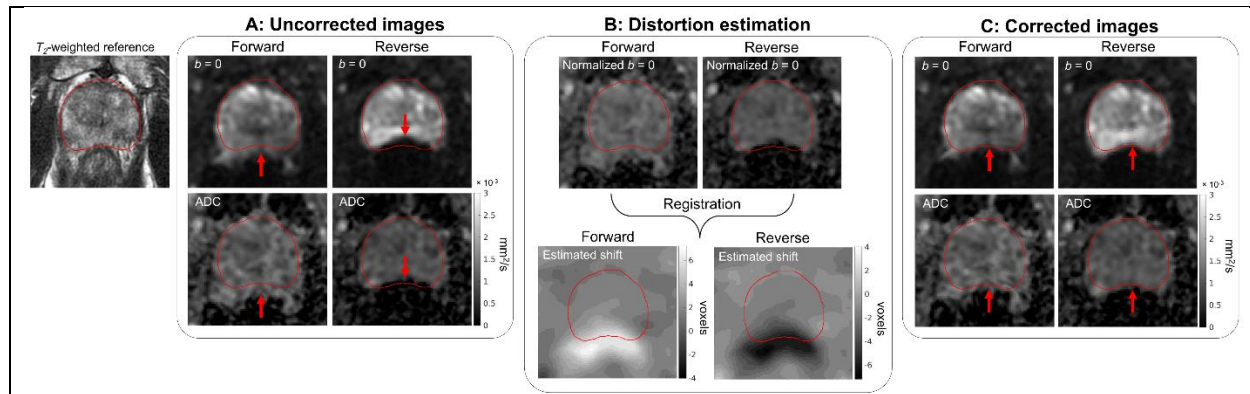 A: Uncorrected images
B: Distortion estimation
C: Corrected images
T2-weighted reference
Forward
Reverse
b = 0
b = 0
ADC
ADC
× 10-3
3
2.5
2
1.5
1
0.5
0
mm2/s
Forward
Reverse
Normalized b = 0
Normalized b = 0
Registration
Forward
Reverse
Estimated shift
Estimated shift
6
4
2
0
-2
-4
voxels
4
2
0
-2
-4
-6
voxels
Forward
Reverse
b = 0
b = 0
ADC
ADC
× 10-3
3
2.5
2
1.5
1
0.5
0
mm2/s